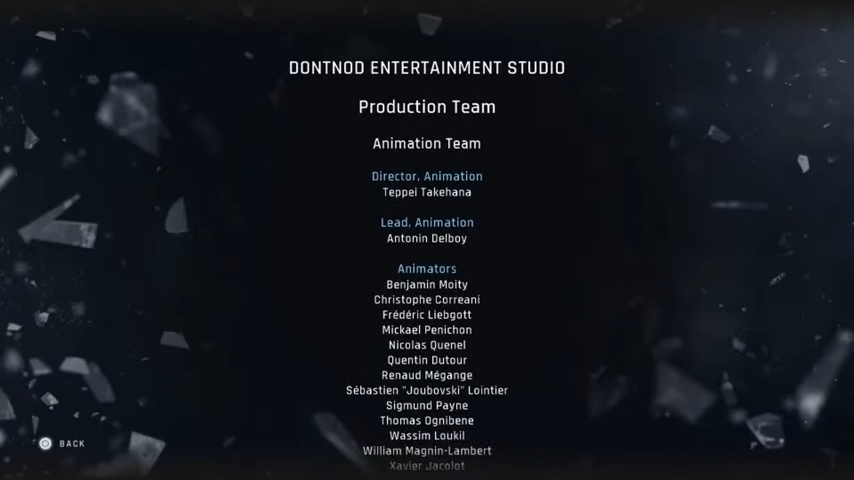 DONTNOD ENTERTAINMENT STUDIO
Production Team
Animation Team
Director, Animation
Teppei Takehana
Lead, Animation
Antonin Delboy
Animators
Benjamin Moity
Christophe Correani
Frédéric Liebgott
Mickael Penichon
Nicolas Quenel
Quentin Dutour
Renaud Mégange
Sébastien "Joubovski" Lointier
Sigmund Payne
Thomas Ognibene
Wassim Loukil
William Magnin-Lambert
Xavier Jacolot
BACK